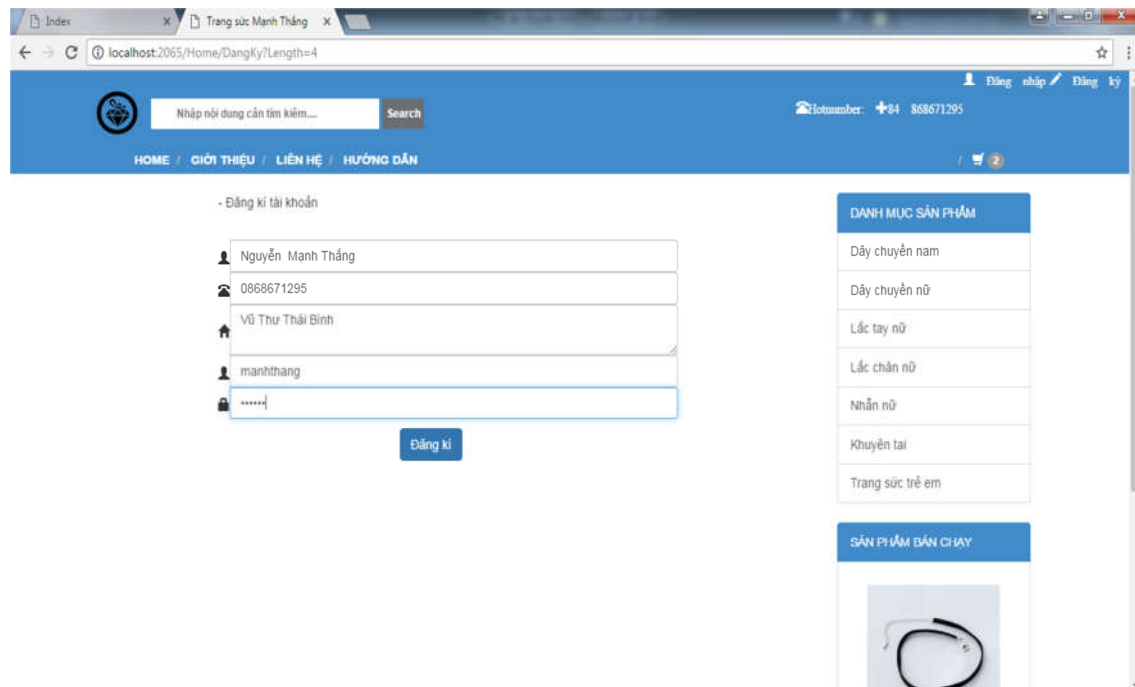 Index
Trang sức Mạnh Thắng
localhost:2065/Home/DangKy?Length=4
Đăng nhập Đăng ký
Nhập nội dung cần tìm kiếm....
Search
Hotnumber: +84 868671295
HOME / GIỚI THIỆU / LIÊN HỆ / HƯỚNG DẪN
/ 2
- Đăng kí tài khoản
Nguyễn Mạnh Thắng
0868671295
Vũ Thư Thái Bình
manhthang
••••••
Đăng kí
DANH MỤC SẢN PHẨM
Dây chuyền nam
Dây chuyền nữ
Lắc tay nữ
Lắc chân nữ
Nhẫn nữ
Khuyên tai
Trang sức trẻ em
SẢN PHẨM BÁN CHẠY